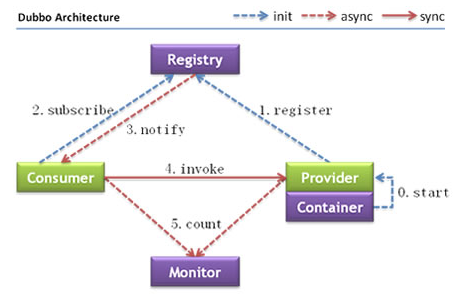 Dubbo Architecture
init
async
sync
Registry
2. subscribe
1. register
3. notify
Consumer
4. invoke
Provider
Container
0. start
5. count
Monitor